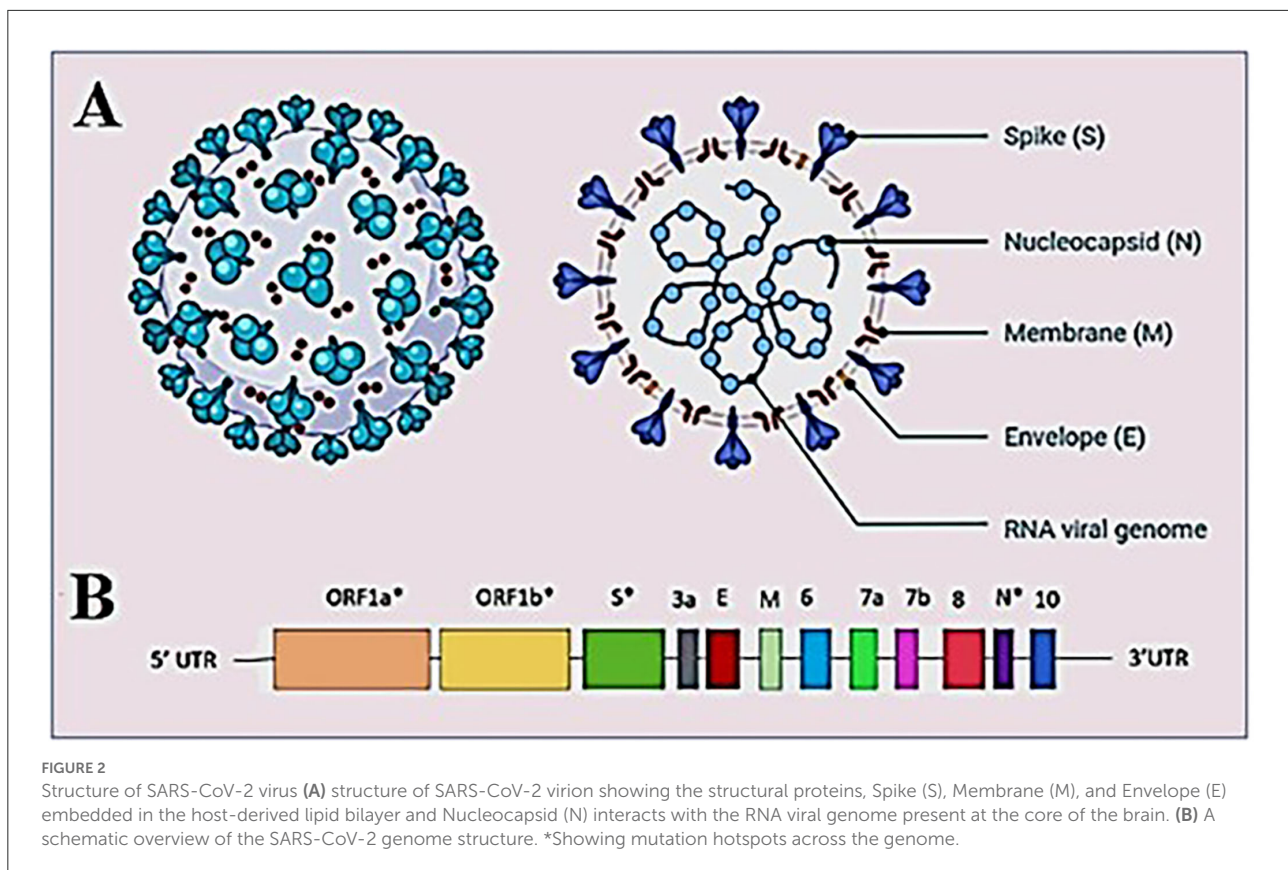 A
Spike (S)
Nucleocapsid (N)
Membrane (M)
Envelope (E)
RNA viral genome
B
ORF1a* ORF1b* S* 3a E M 6 7a 7b 8 N* 10
5' UTR 3'UTR
FIGURE 2
Structure of SARS-CoV-2 virus (A) structure of SARS-CoV-2 virion showing the structural proteins, Spike (S), Membrane (M), and Envelope (E)
embedded in the host-derived lipid bilayer and Nucleocapsid (N) interacts with the RNA viral genome present at the core of the brain. (B) A
schematic overview of the SARS-CoV-2 genome structure. *Showing mutation hotspots across the genome.